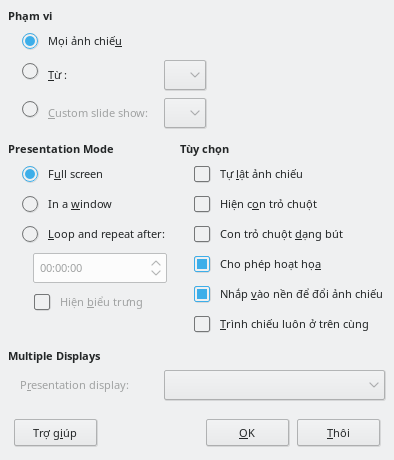 Phạm vi
Mọi ảnh chiếu
Từ :
Custom slide show:
Presentation Mode
Tùy chọn
Full screen
Tự lật ảnh chiếu
In a window
Hiện con trỏ chuột
Loop and repeat after:
Con trỏ chuột dạng bút
00:00:00
Cho phép hoạt họa
Hiện biểu trưng
Nhắp vào nền để đổi ảnh chiếu
Trình chiếu luôn ở trên cùng
Multiple Displays
Presentation display:
Trợ giúp
OK
Thôi